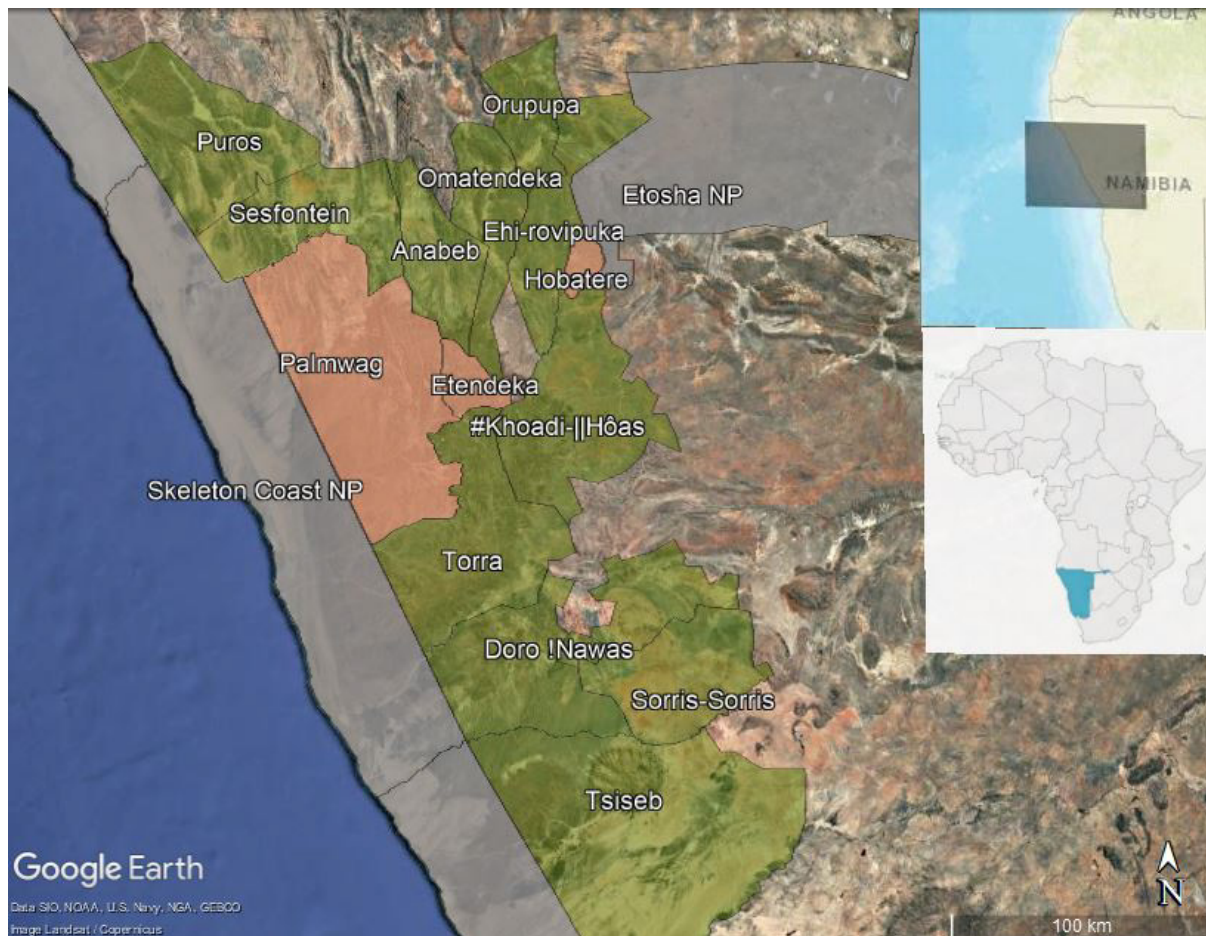 ANGOLA
NAMIBIA
Orupupa
Puros
Omatendeka
Etosha NP
Sesfontein
Ehi-rovipuka
Anabeb
Hobatere
Palmwag
Etendeka
#Khoadi-||Hôas
Skeleton Coast NP
Torra
Doro !Nawas
Sorris-Sorris
Tsiseb
Google Earth
Data SIO, NOAA, U.S. Navy, NGA, GEBCO
Image Landsat / Copernicus
N
100 km